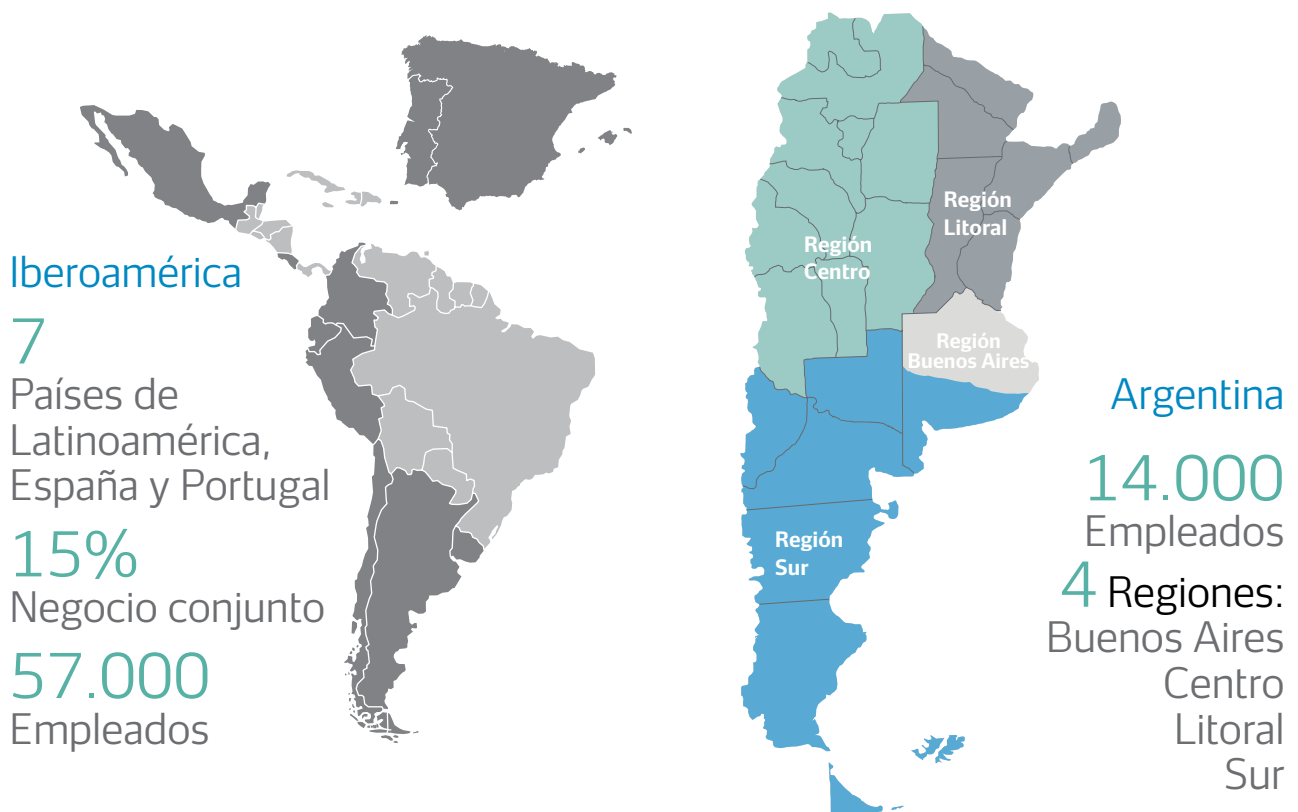 Iberoamérica
7
Países de
Latinoamérica,
España y Portugal
15%
Negocio conjunto
57.000
Empleados
Región
Litoral
Región
Centro
Región
Buenos Aires
Región
Sur
Argentina
14.000
Empleados
4 Regiones:
Buenos Aires
Centro
Litoral
Sur